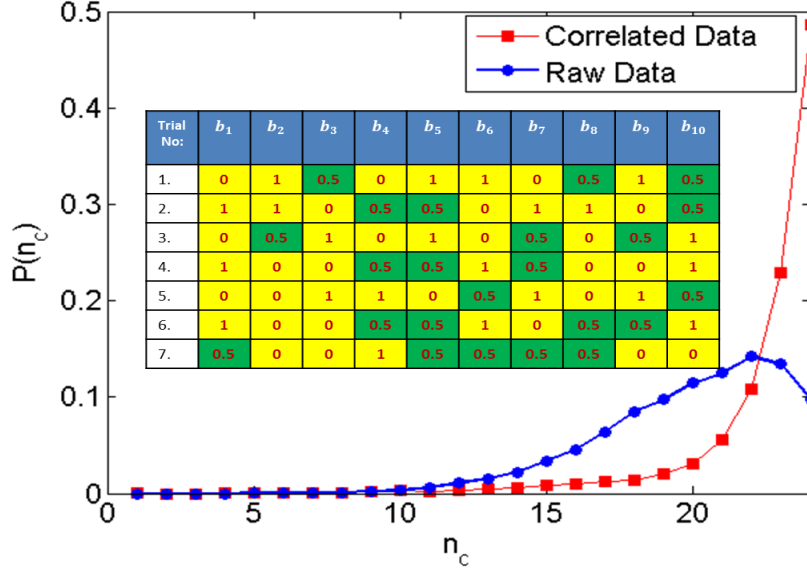 0.5
Correlated Data
Raw Data
0.4
Trial No: b₁ b₂ b₃ b₄ b₅ b₆ b₇ b₈ b₉ b₁₀
1. 0 1 0.5 0 1 1 0 0.5 1 0.5
2. 1 1 0 0.5 0.5 0 1 1 0 0.5
3. 0 0.5 1 0 1 0 0.5 0 0.5 1
4. 1 0 0 0.5 0.5 1 0.5 0 0 1
5. 0 0 1 1 0 0.5 1 0 1 0.5
6. 1 0 0 0.5 0.5 1 0 0.5 0.5 1
7. 0.5 0 0 1 0.5 0.5 0.5 0.5 0 0
0.3
P(n_c)
0.2
0.1
0
0 5 10 15 20
n_c